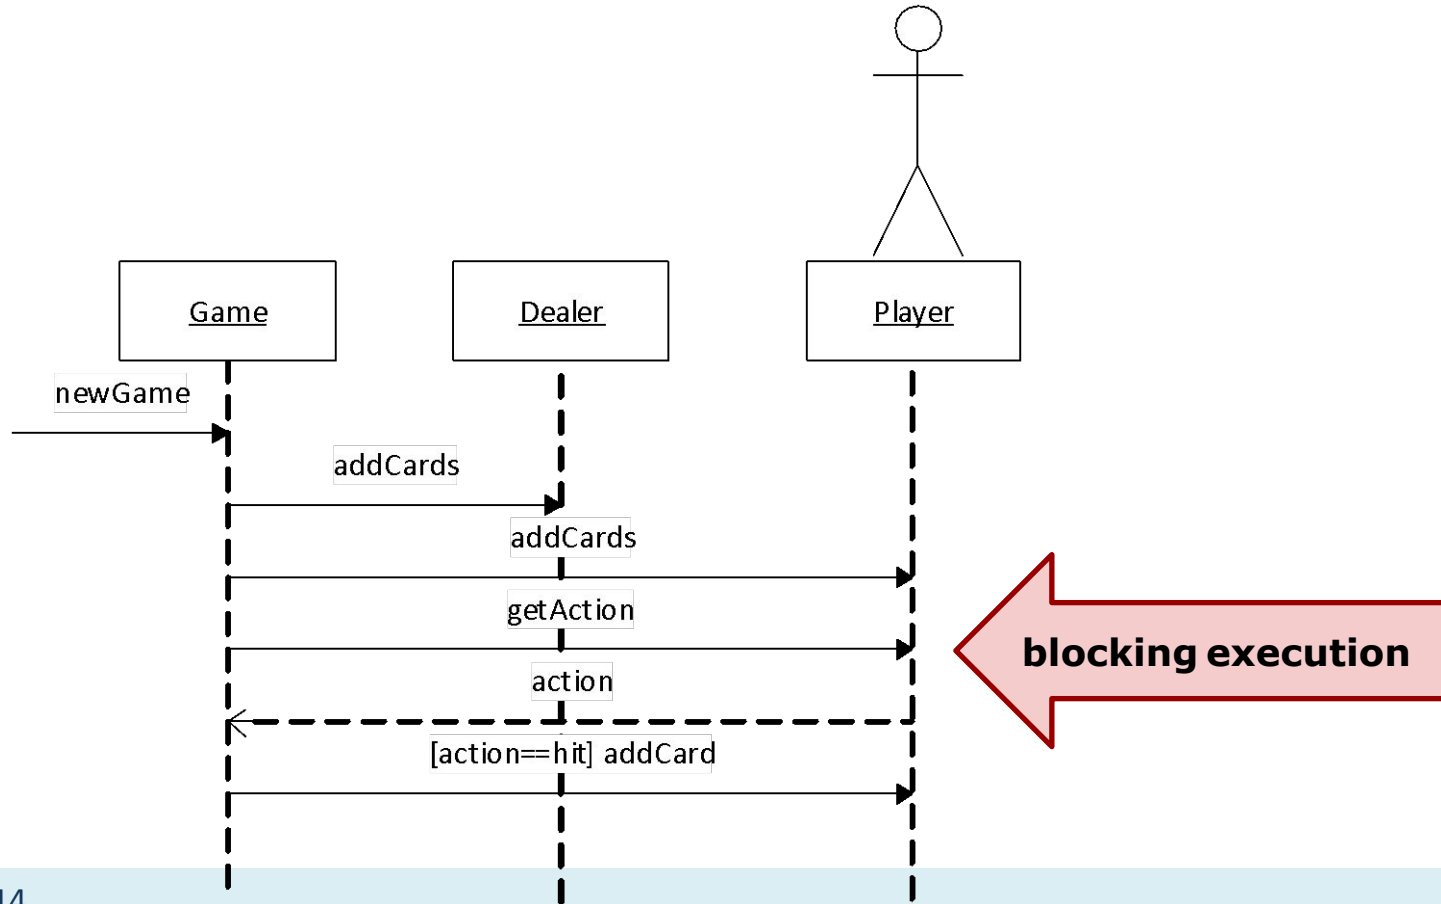 Game
Dealer
Player
newGame
addCards
addCards
getAction
blocking execution
action
[action==hit] addCard